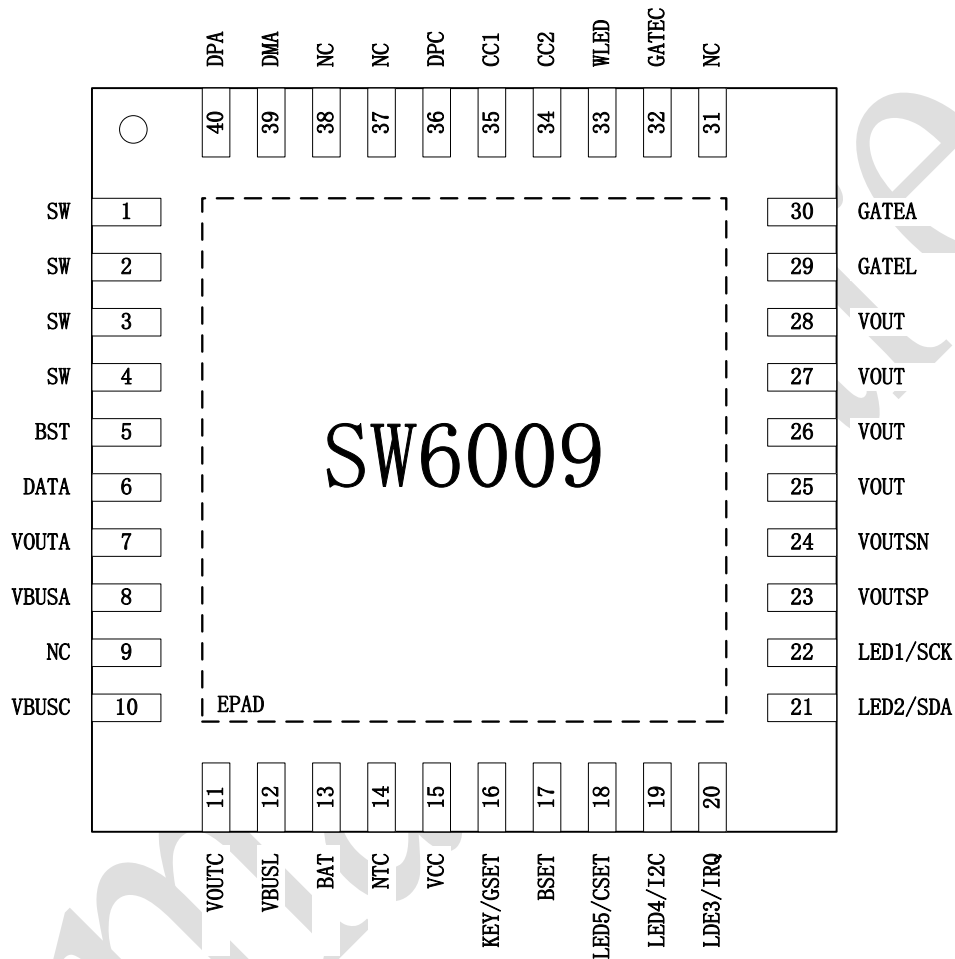 DPA DMA NC NC DPC CC1 CC2 WLED GATEC NC
40 39 38 37 36 35 34 33 32 31
SW 1
SW 2
SW 3
SW 4
BST 5
DATA 6
VOUTA 7
VBUSA 8
NC 9
VBUSC 10
SW6009
EPAD
30 GATEA
29 GATEL
28 VOUT
27 VOUT
26 VOUT
25 VOUT
24 VOUTSN
23 VOUTSP
22 LED1/SCK
21 LED2/SDA
11 12 13 14 15 16 17 18 19 20
VOUTC VBUSL BAT NTC VCC KEY/GSET BSET LED5/CSET LED4/I2C LDE3/IRQ